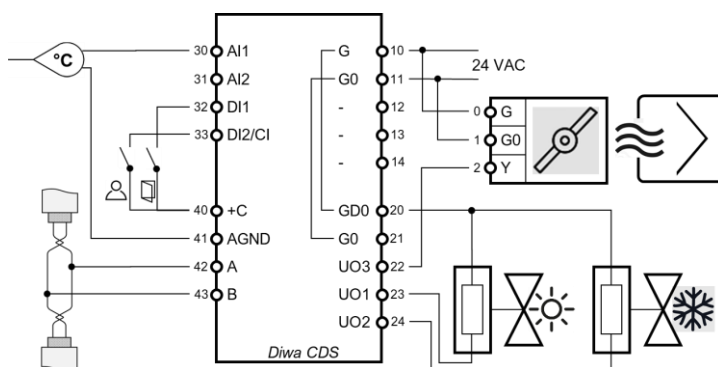 30 AI1 G 10
31 AI2 G0 11 24 VAC
32 DI1 - 12 0 G
33 DI2/CI - 13 1 G0
- 14 2 Y
°C
40 +C GD0 20
41 AGND G0 21
42 A UO3 22
43 B UO1 23
UO2 24
Diwa CDS